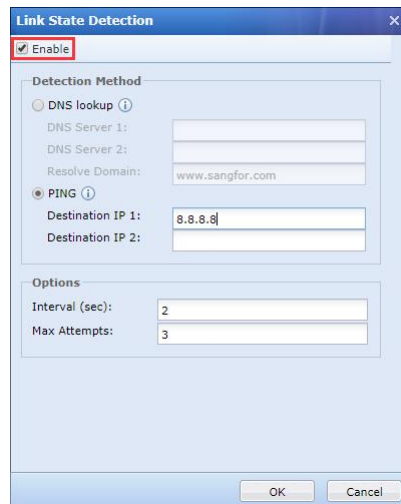 Link State Detection
Enable
Detection Method
DNS lookup
DNS Server 1:
DNS Server 2:
Resolve Domain: www.sangfor.com
PING
Destination IP 1: 8.8.8.8
Destination IP 2:
Options
Interval (sec): 2
Max Attempts: 3
OK Cancel